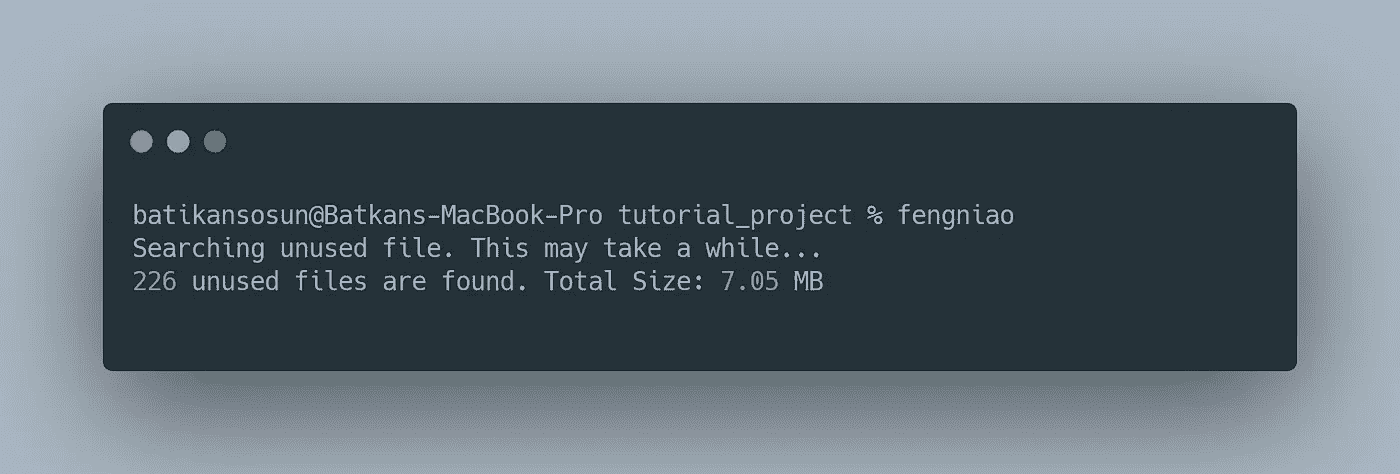 batikansosun@Batkans-MacBook-Pro tutorial_project % fengniao
Searching unused file. This may take a while...
226 unused files are found. Total Size: 7.05 MB